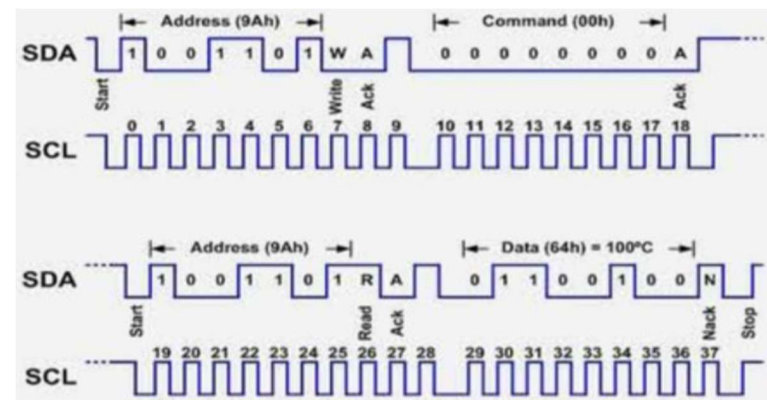 Address (9Ah) Command (00h)
SDA 1 0 0 1 1 0 1 W A 0 0 0 0 0 0 0 0 A
Start Write Ack Ack
0 1 2 3 4 5 6 7 8 9 10 11 12 13 14 15 16 17 18
SCL
Address (9Ah) Data (64h) = 100ºC
SDA 1 0 0 1 1 0 1 R A 0 1 1 0 0 1 0 0 N
Start Read Ack Nack Stop
19 20 21 22 23 24 25 26 27 28 29 30 31 32 33 34 35 36 37
SCL